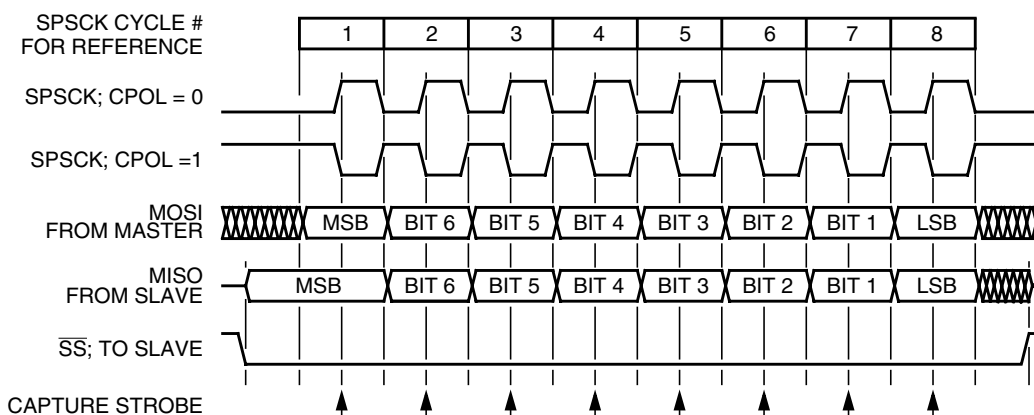 SPSCK CYCLE #
FOR REFERENCE
1 2 3 4 5 6 7 8
SPSCK; CPOL = 0
SPSCK; CPOL =1
MOSI
FROM MASTER
MSB BIT 6 BIT 5 BIT 4 BIT 3 BIT 2 BIT 1 LSB
MISO
FROM SLAVE
MSB BIT 6 BIT 5 BIT 4 BIT 3 BIT 2 BIT 1 LSB
SS; TO SLAVE
CAPTURE STROBE